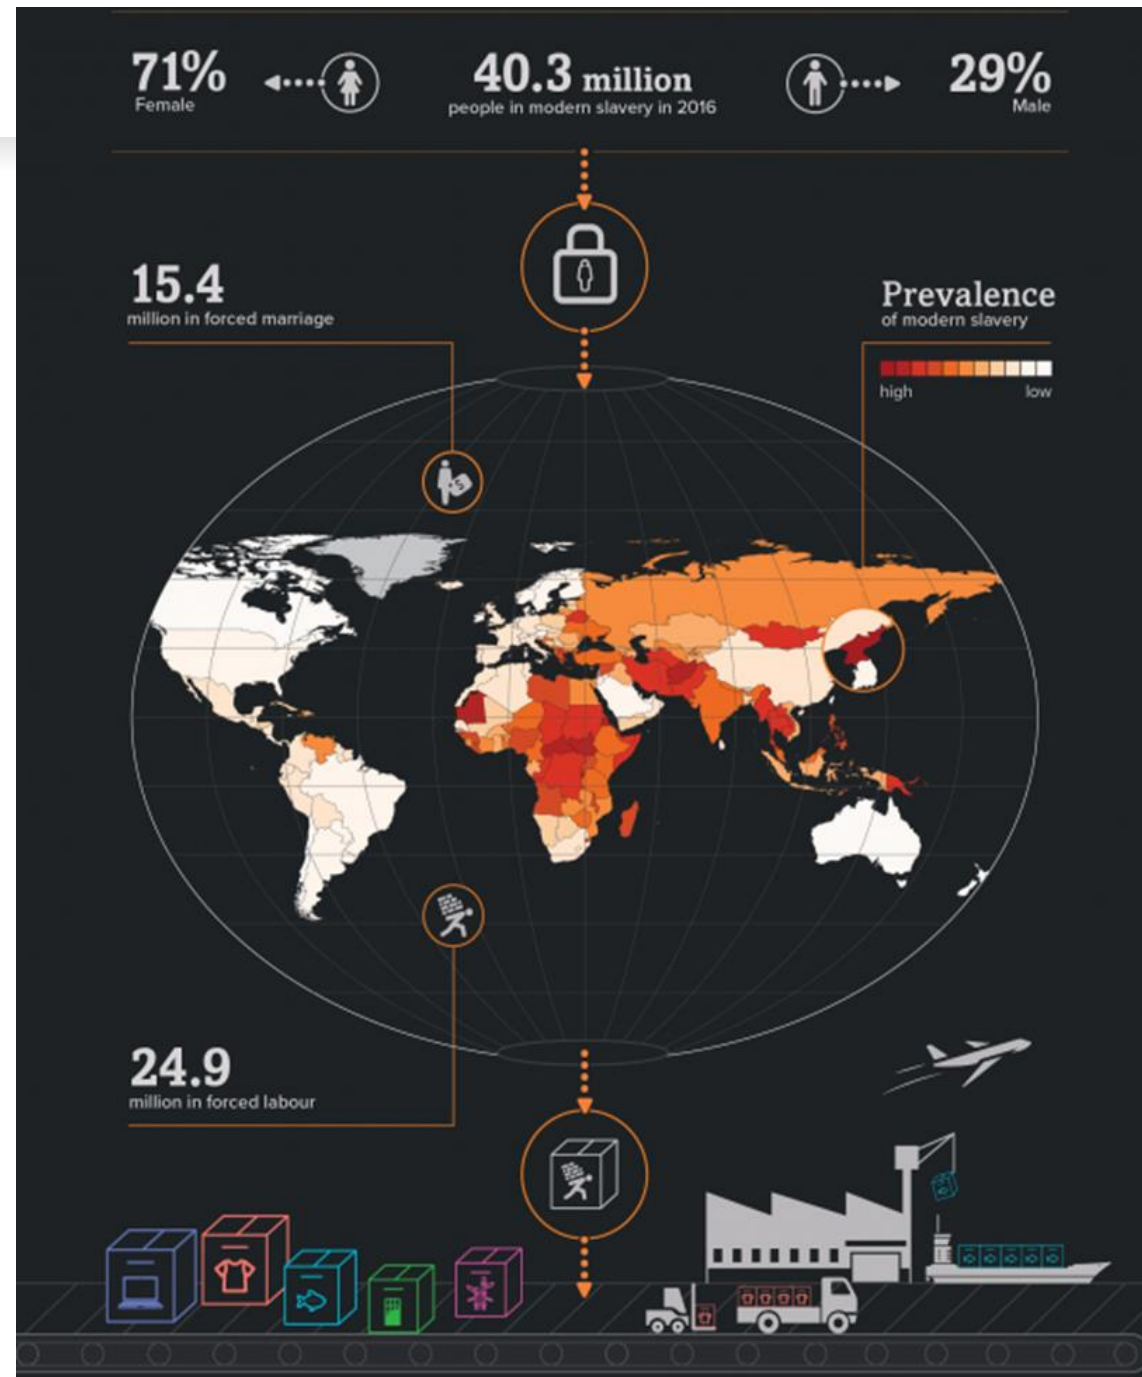 71%
Female
40.3 million
people in modern slavery in 2016
29%
Male
15.4
million in forced marriage
Prevalence
of modern slavery
high low
24.9
million in forced labour